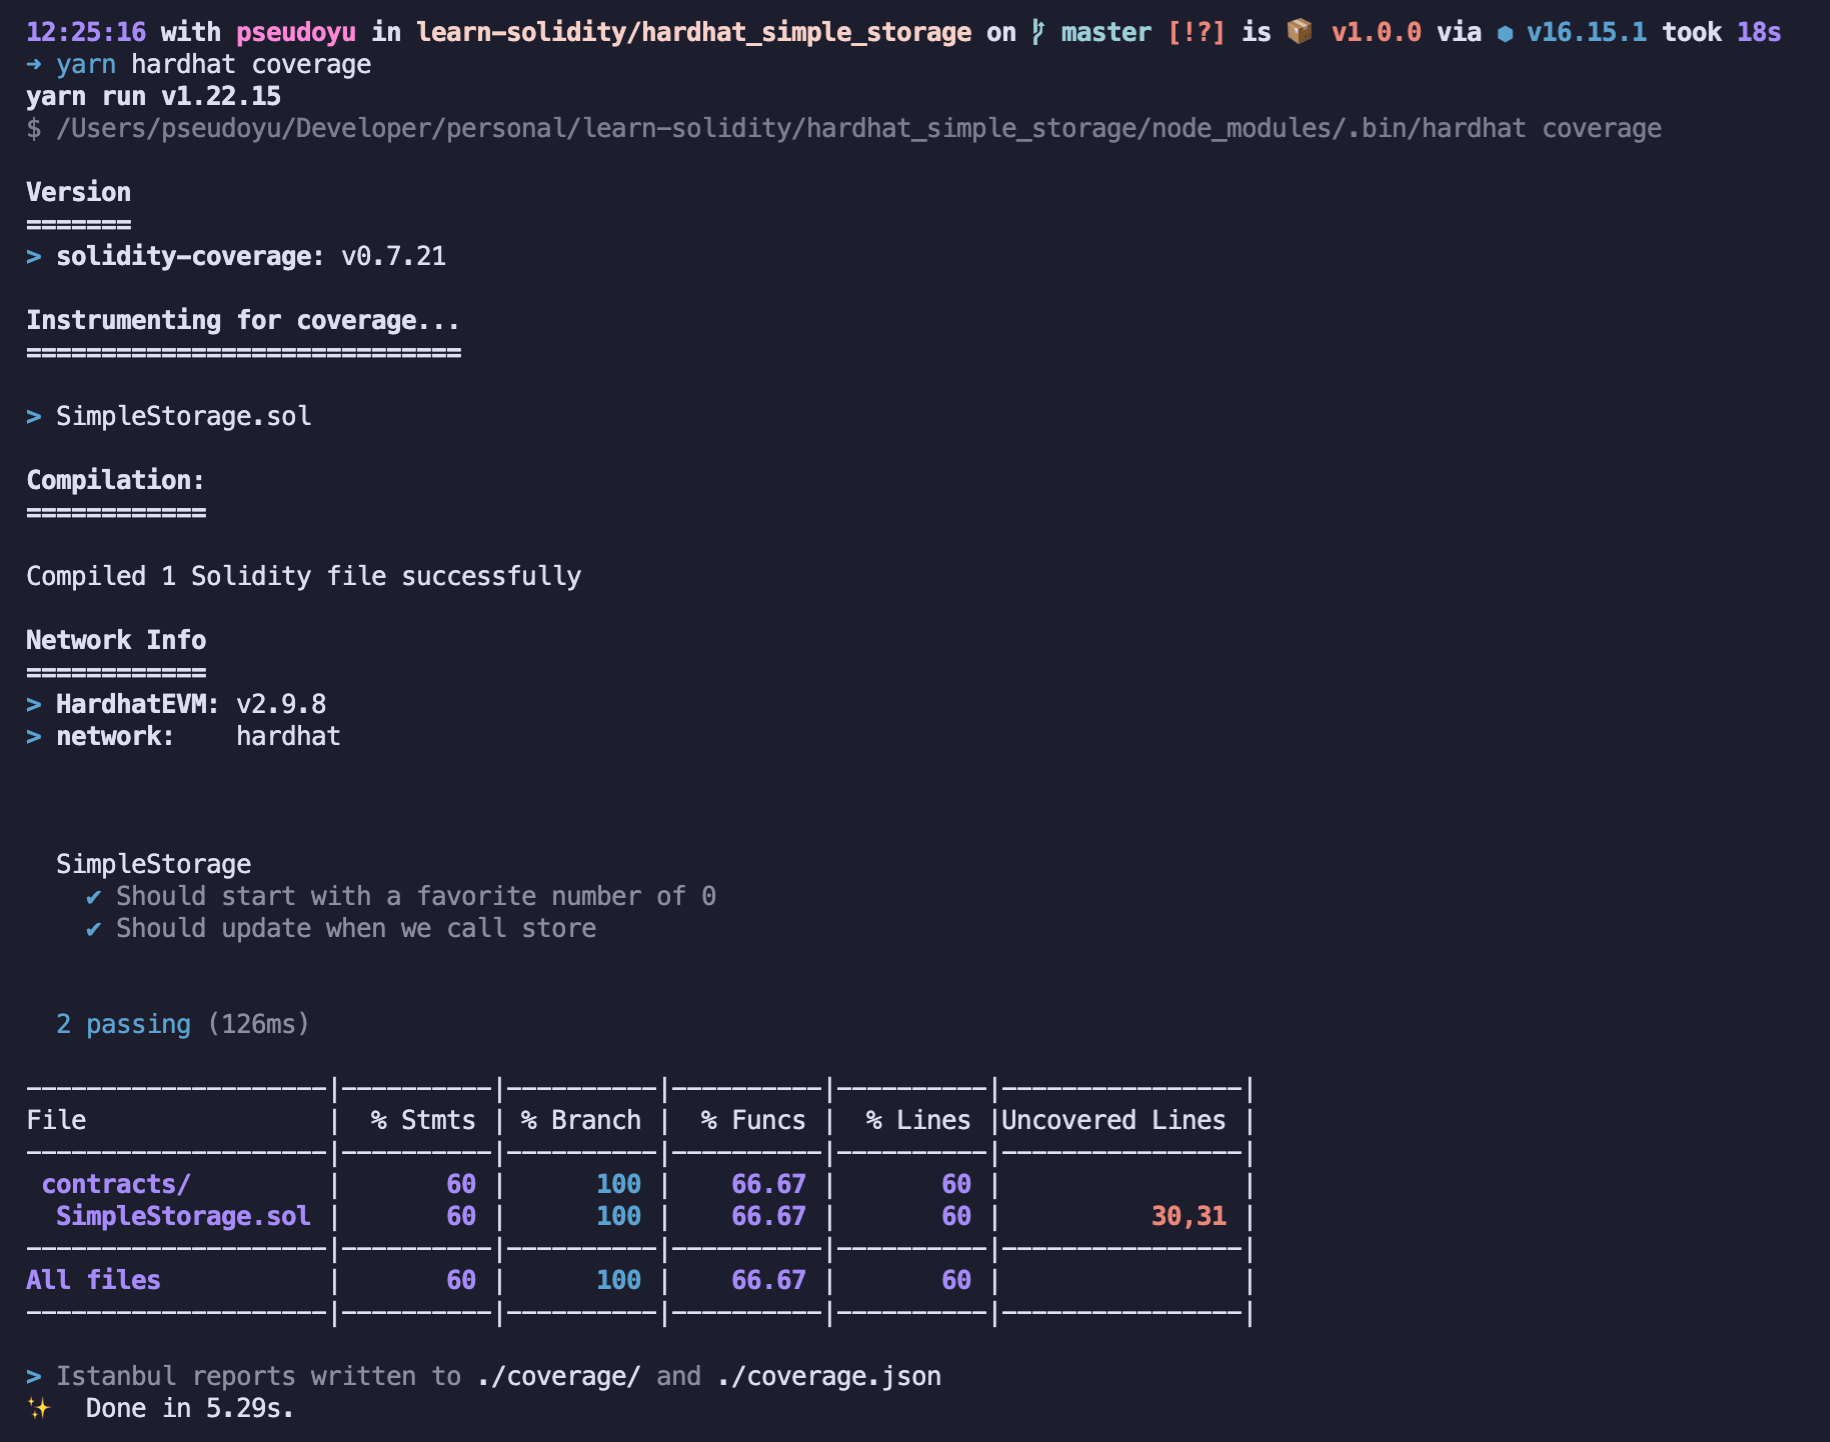 12:25:16 with pseudoyu in learn-solidity/hardhat_simple_storage on master [!?] is 📦 v1.0.0 via ⬢ v16.15.1 took 18s
➜ yarn hardhat coverage
yarn run v1.22.15
$ /Users/pseudoyu/Developer/personal/learn-solidity/hardhat_simple_storage/node_modules/.bin/hardhat coverage
Version
=======
> solidity-coverage: v0.7.21
Instrumenting for coverage...
=============================
> SimpleStorage.sol
Compilation:
============
Compiled 1 Solidity file successfully
Network Info
============
> HardhatEVM: v2.9.8
> network:    hardhat
SimpleStorage
✔ Should start with a favorite number of 0
✔ Should update when we call store
2 passing (126ms)
--------------------|----------|----------|----------|----------|----------------|
File                |  % Stmts | % Branch |  % Funcs |  % Lines |Uncovered Lines |
--------------------|----------|----------|----------|----------|----------------|
 contracts/         |       60 |      100 |    66.67 |       60 |                |
  SimpleStorage.sol |       60 |      100 |    66.67 |       60 |          30,31 |
--------------------|----------|----------|----------|----------|----------------|
All files           |       60 |      100 |    66.67 |       60 |                |
--------------------|----------|----------|----------|----------|----------------|
> Istanbul reports written to ./coverage/ and ./coverage.json
✨  Done in 5.29s.